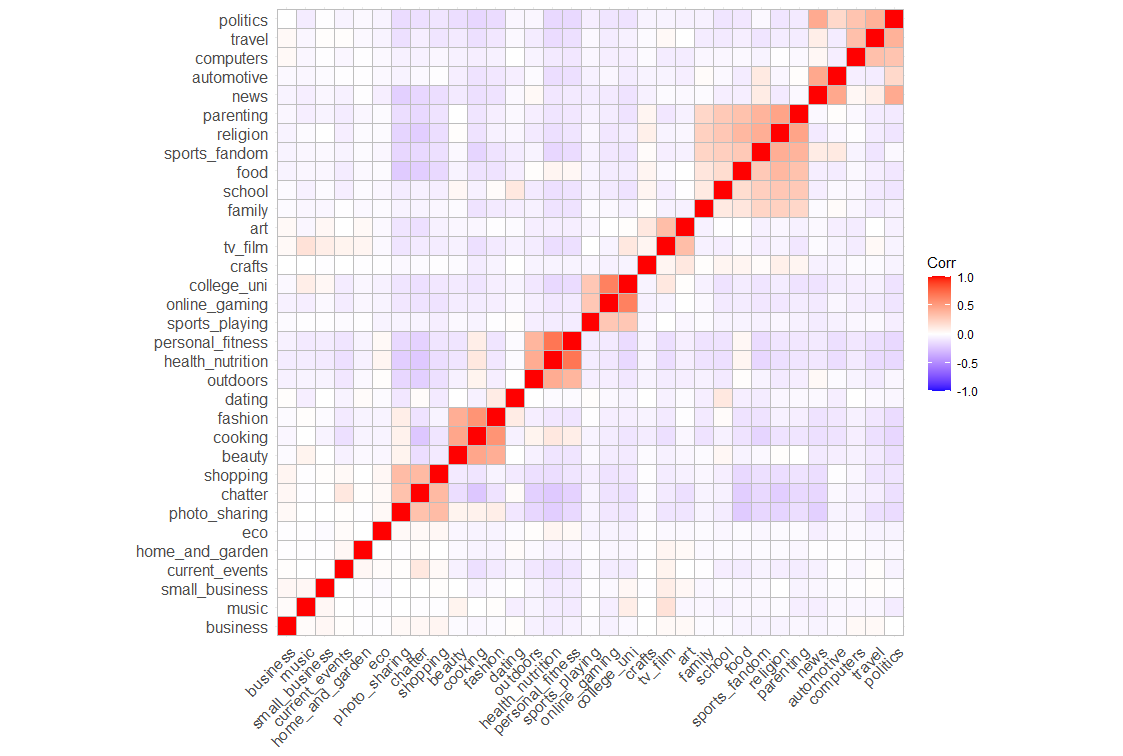 politics
travel
computers
automotive
news
parenting
religion
sports_fandom
food
school
family
art
tv_film
crafts
college_uni
online_gaming
sports_playing
personal_fitness
health_nutrition
outdoors
dating
fashion
cooking
beauty
shopping
chatter
photo_sharing
eco
home_and_garden
current_events
small_business
music
business
Corr
1.0
0.5
0.0
-0.5
-1.0
business
music
small_business
current_events
home_and_garden
eco
photo_sharing
chatter
shopping
beauty
cooking
fashion
dating
outdoors
health_nutrition
personal_fitness
sports_playing
online_gaming
college_uni
crafts
tv_film
art
family
school
food
sports_fandom
religion
parenting
news
automotive
computers
travel
politics